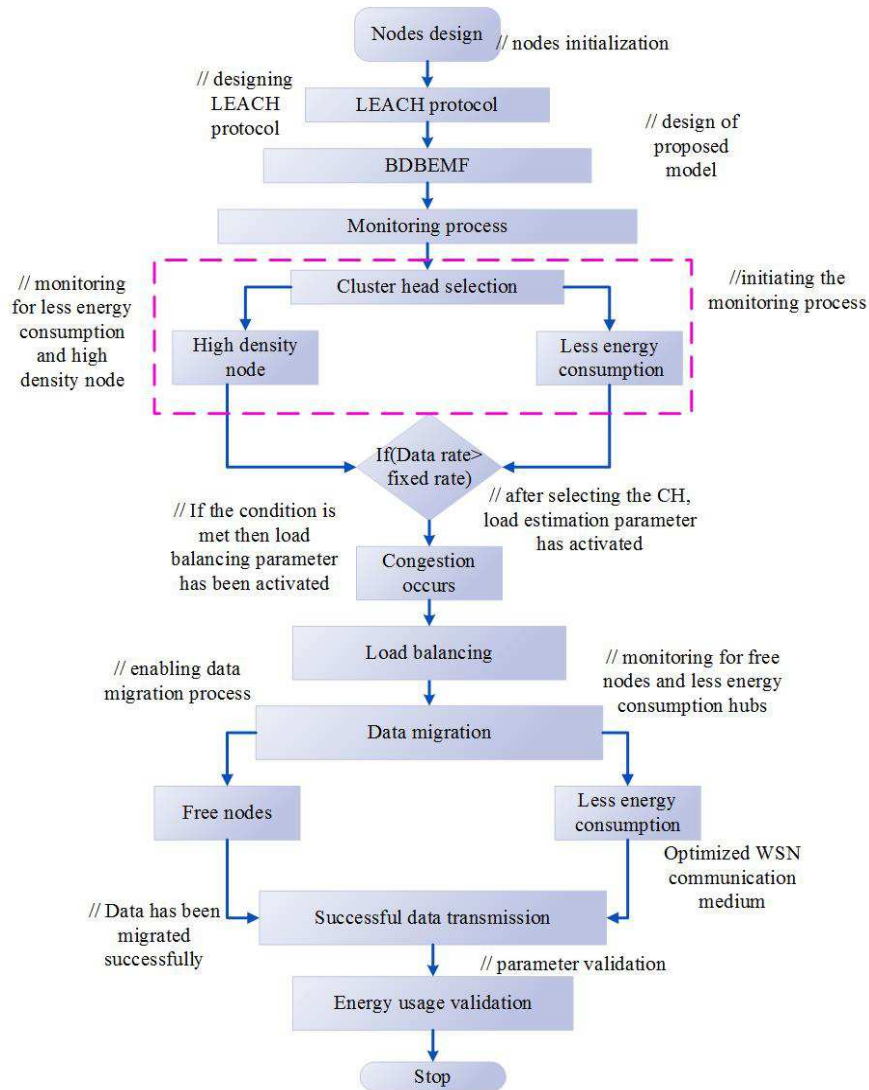 Nodes design
// nodes initialization
// designing
LEACH
protocol
LEACH protocol
// design of
proposed
model
BDBEMF
Monitoring process
// monitoring
for less energy
consumption
and high
density node
Cluster head selection
//initiating the
monitoring process
High density
node
Less energy
consumption
If(Data rate>
fixed rate)
// If the condition is
met then load
balancing parameter
has been activated
// after selecting the CH,
load estimation parameter
has activated
Congestion
occurs
Load balancing
// enabling data
migration process
// monitoring for free
nodes and less energy
consumption hubs
Data migration
Free nodes
Less energy
consumption
Optimized WSN
communication
medium
// Data has been
migrated
successfully
Successful data transmission
// parameter validation
Energy usage validation
Stop